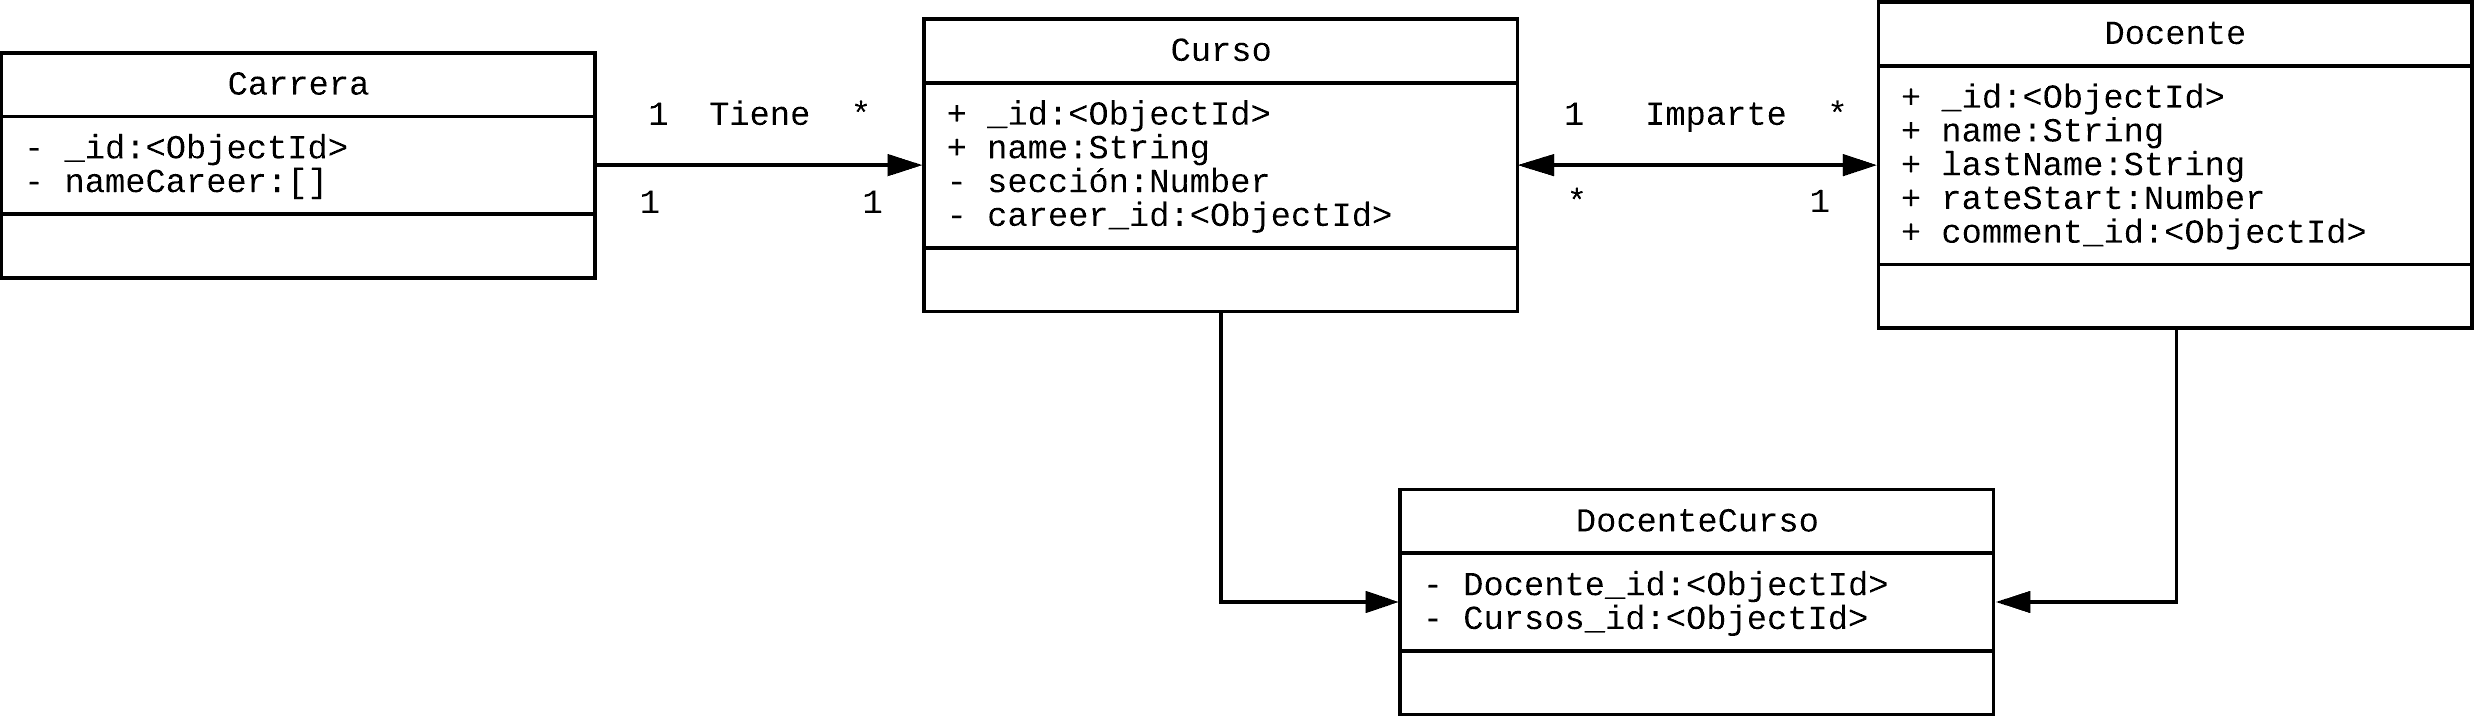 Carrera
- _id:<ObjectId>
- nameCareer:[]
1 Tiene *
1 1
Curso
+ _id:<ObjectId>
+ name:String
- sección:Number
- career_id:<ObjectId>
1 Imparte *
* 1
Docente
+ _id:<ObjectId>
+ name:String
+ lastName:String
+ rateStart:Number
+ comment_id:<ObjectId>
DocenteCurso
- Docente_id:<ObjectId>
- Cursos_id:<ObjectId>